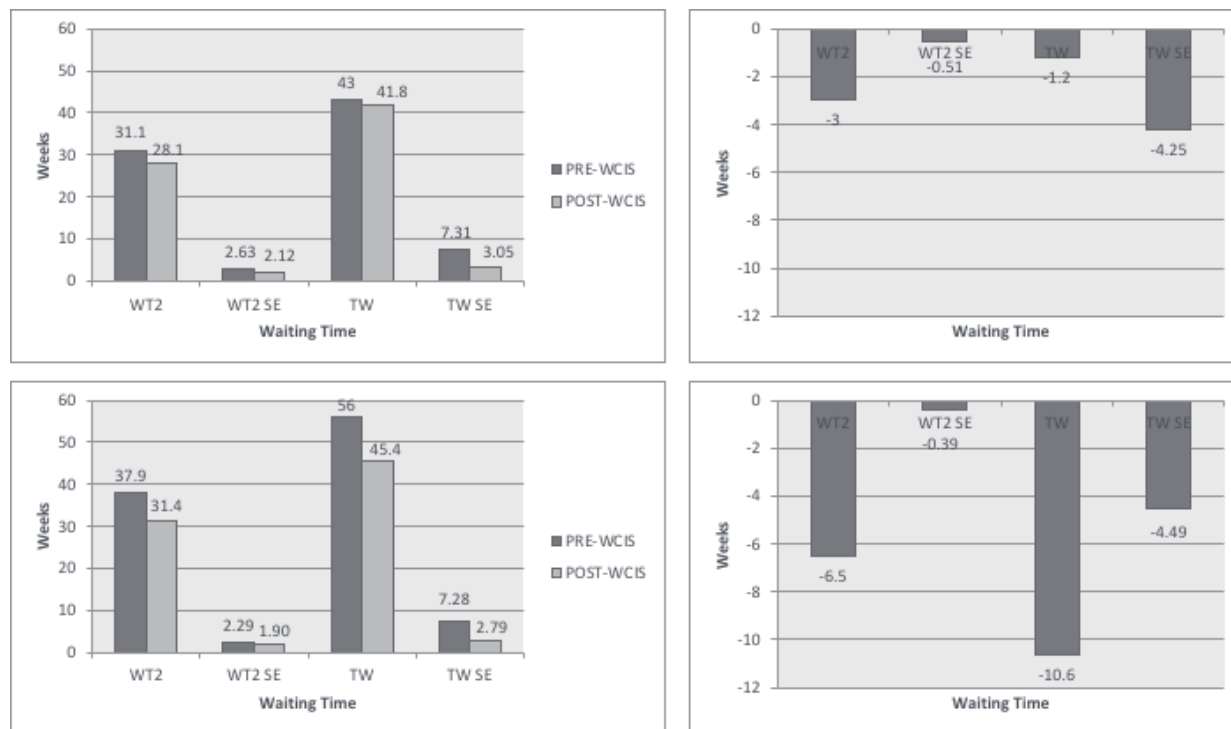 60
50
40
30
20
10
0
Weeks
31.1
28.1
2.63
2.12
43
41.8
7.31
3.05
WT2
WT2 SE
TW
TW SE
Waiting Time
PRE-WCIS
POST-WCIS
0
-2
-4
-6
-8
-10
-12
Weeks
WT2
WT2 SE
TW
TW SE
-3
-0.51
-1.2
-4.25
Waiting Time
60
50
40
30
20
10
0
Weeks
37.9
31.4
2.29
1.90
56
45.4
7.28
2.79
WT2
WT2 SE
TW
TW SE
Waiting Time
PRE-WCIS
POST-WCIS
0
-2
-4
-6
-8
-10
-12
Weeks
WT2
WT2 SE
TW
TW SE
-6.5
-0.39
-10.6
-4.49
Waiting Time